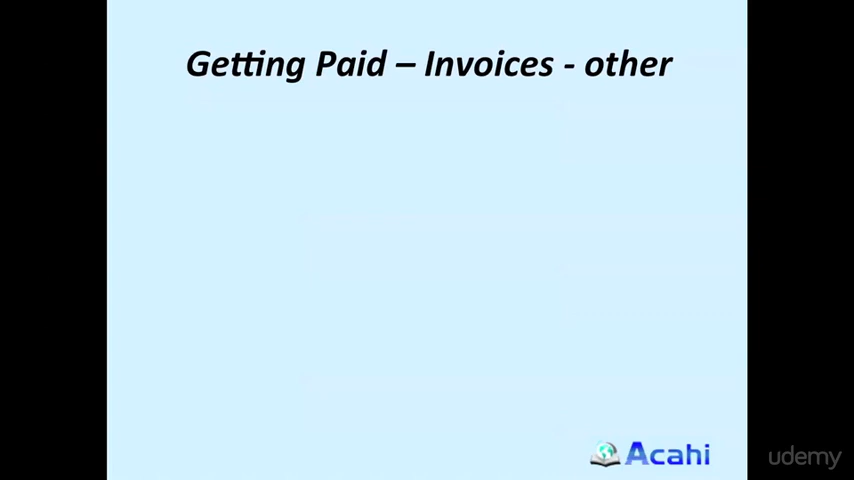 Getting Paid – Invoices - other
Acahi
udemy